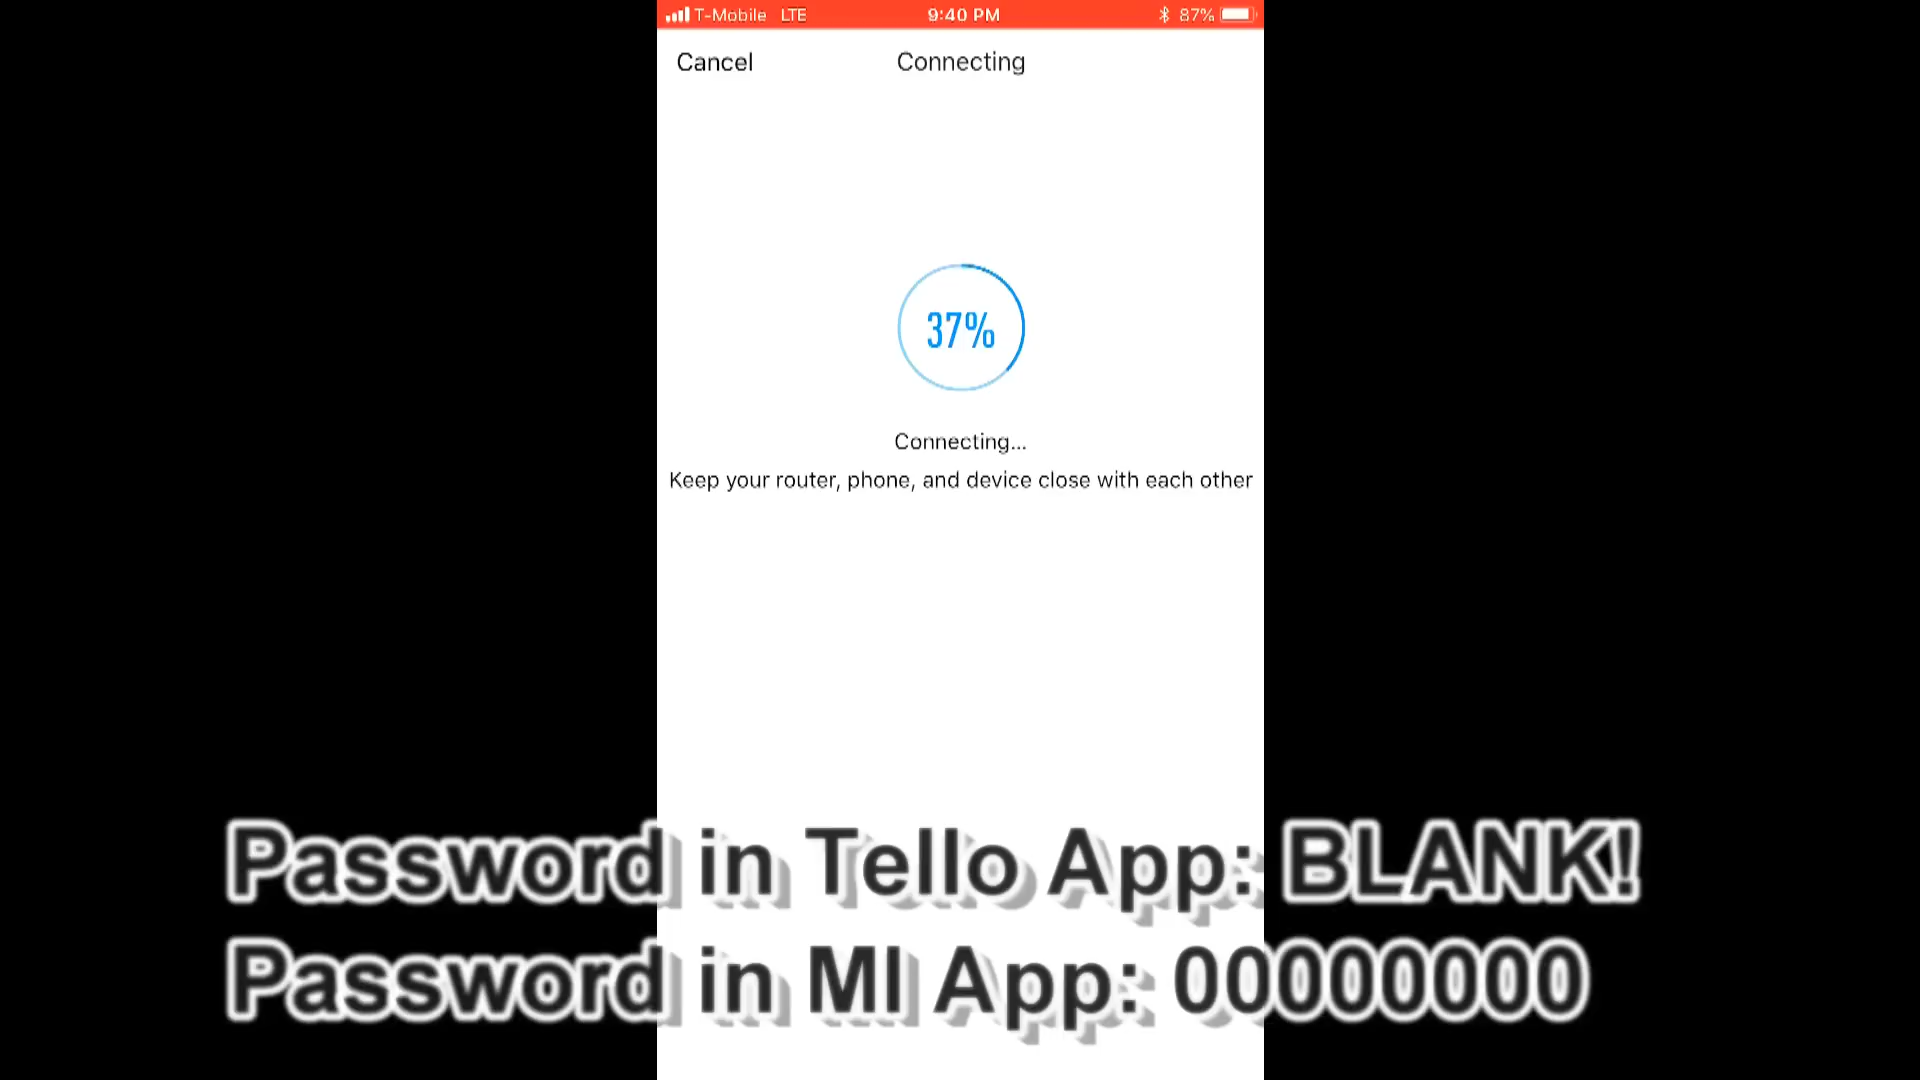 T-Mobile LTE 9:40 PM 87%
Cancel Connecting
37%
Connecting...
Keep your router, phone, and device close with each other
Password in Tello App: BLANK!
Password in MI App: 00000000